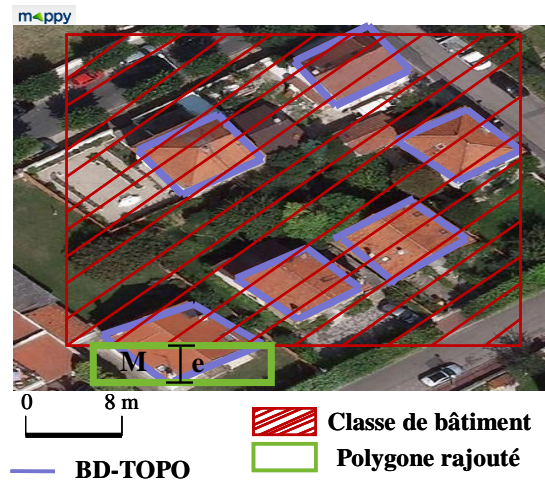 mappy
M e
0 8 m
Classe de bâtiment
Polygone rajouté
BD-TOPO